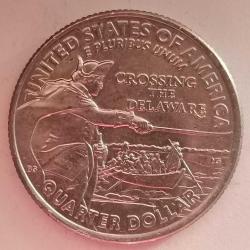 UNITED STATES OF AMERICA
E PLURIBUS UNUM
CROSSING
THE
DELAWARE
QUARTER DOLLAR